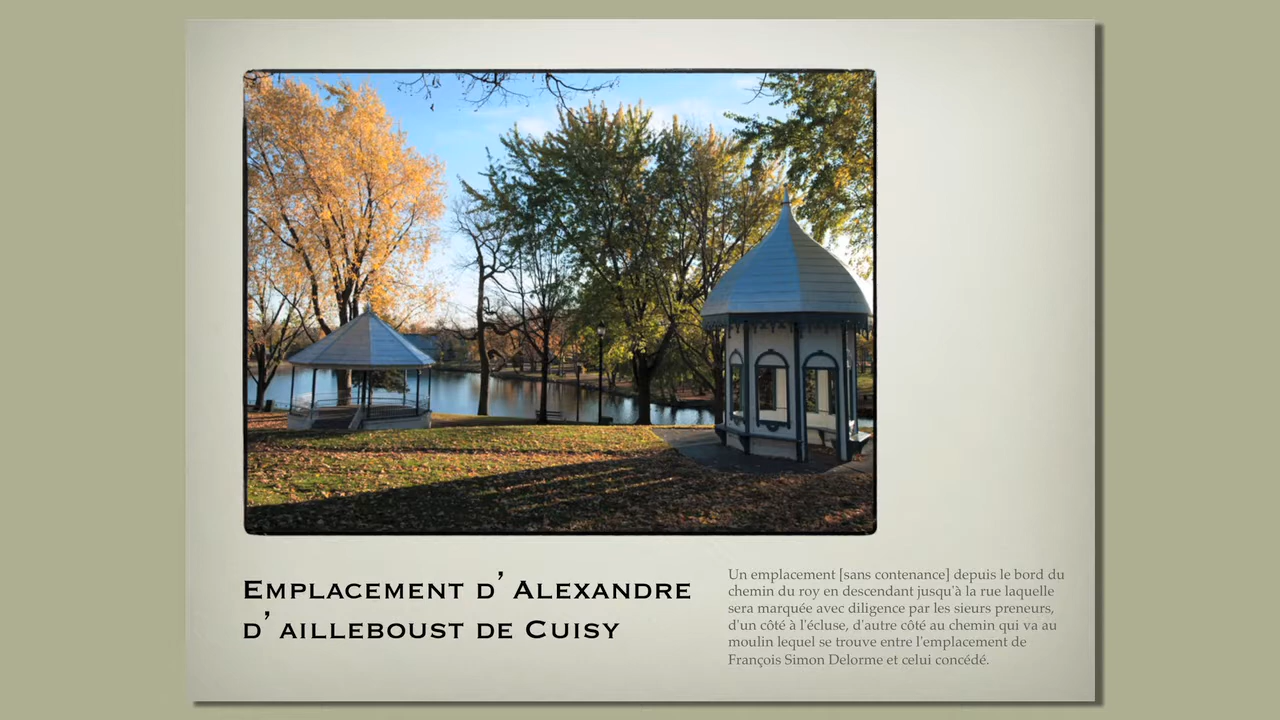 Emplacement d' Alexandre
d' ailleboust de Cuisy
Un emplacement [sans contenance] depuis le bord du
chemin du roy en descendant jusqu'à la rue laquelle
sera marquée avec diligence par les sieurs preneurs,
d'un côté à l'écluse, d'autre côté au chemin qui va au
moulin lequel se trouve entre l'emplacement de
François Simon Delorme et celui concédé.